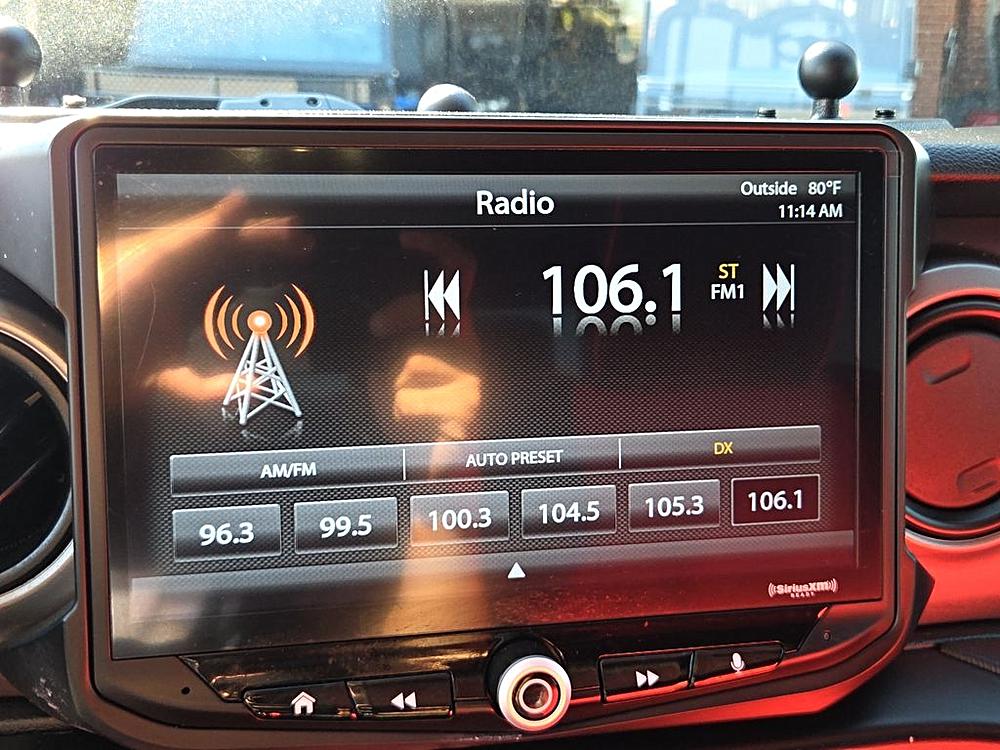 Radio
Outside 80°F
11:14 AM
106.1
ST
FM1
AM/FM
AUTO PRESET
DX
96.3
99.5
100.3
104.5
105.3
106.1
SiriusXM
READY